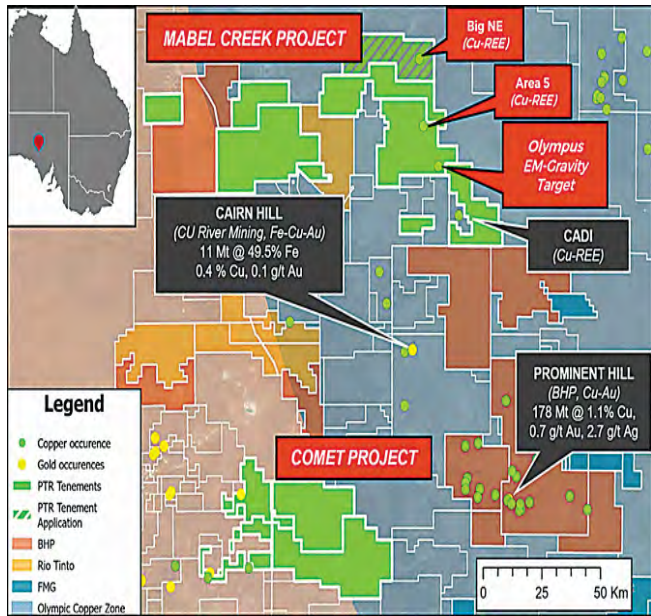 MABEL CREEK PROJECT
Big NE
(Cu-REE)
Area 5
(Cu-REE)
Olympus
EM-Gravity
Target
CAIRN HILL
(CU River Mining, Fe-Cu-Au)
11 Mt @ 49.5% Fe
0.4 % Cu, 0.1 g/t Au
CADI
(Cu-REE)
PROMINENT HILL
(BHP, Cu-Au)
178 Mt @ 1.1% Cu,
0.7 g/t Au, 2.7 g/t Ag
COMET PROJECT
Legend
Copper occurence
Gold occurences
PTR Tenements
PTR Tenement
Application
BHP
Rio Tinto
FMG
Olympic Copper Zone
0 25 50 Km